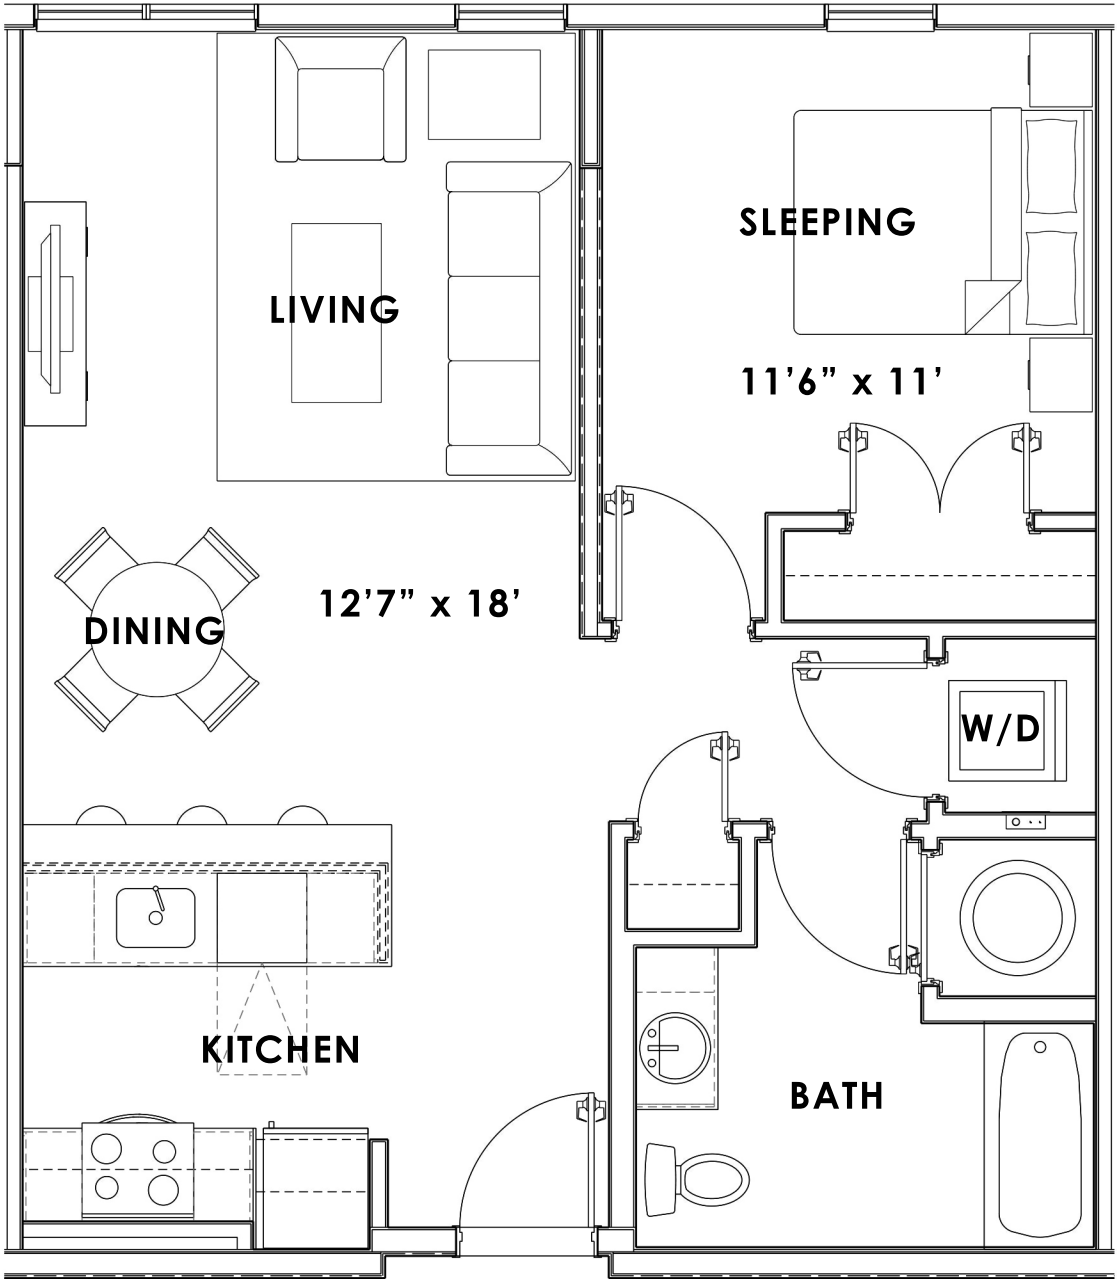 SLEEPING
LIVING
11’6” x 11’
12’7” x 18’
DINING
W/D
KITCHEN
BATH